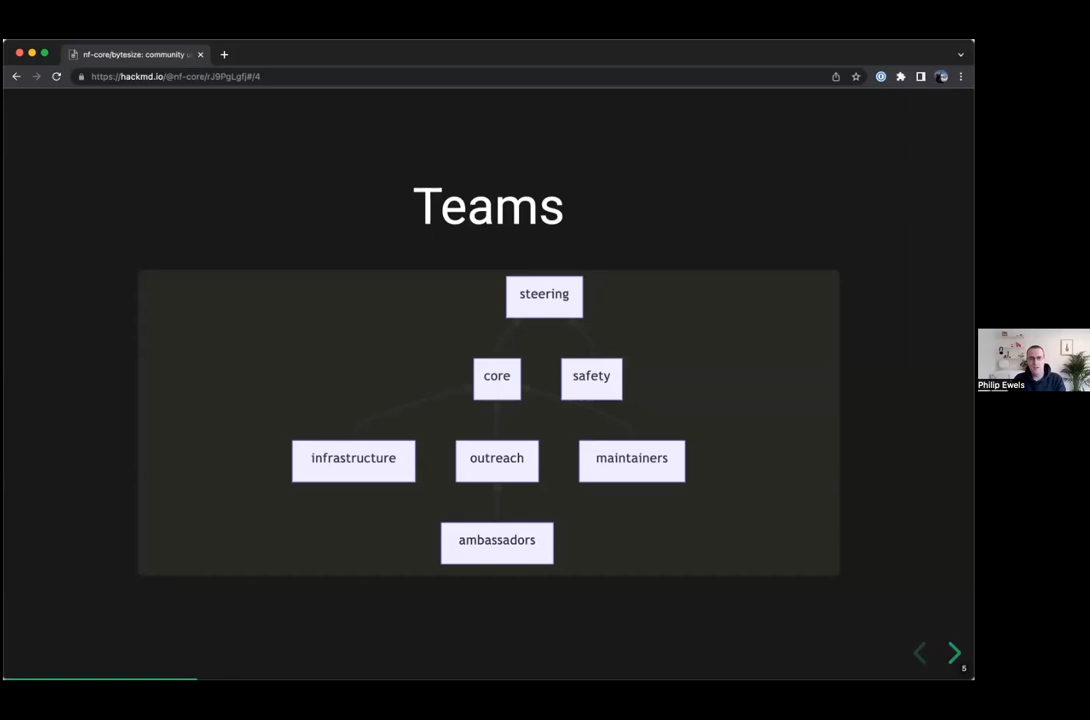 nf-core/bytesize: community u
https://hackmd.io/@nf-core/rJ9PgLgfj#/4
Teams
steering
core
safety
infrastructure
outreach
maintainers
ambassadors
Philip Ewels
5